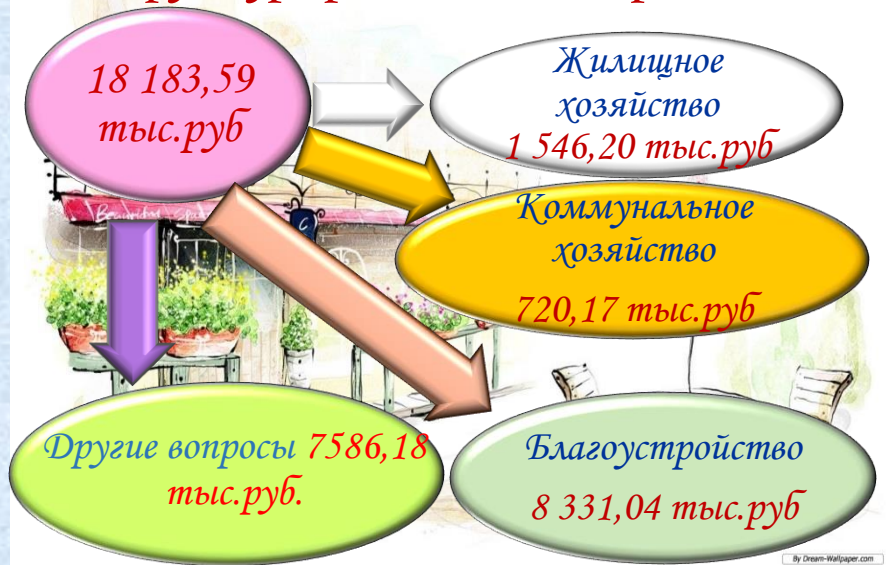 18 183,59
тыс.руб
Жилищное
хозяйство
1 546,20 тыс.руб
Коммунальное
хозяйство
720,17 тыс.руб
Другие вопросы 7586,18
тыс.руб.
Благоустройство
8 331,04 тыс.руб
By Dream-Wallpaper.com